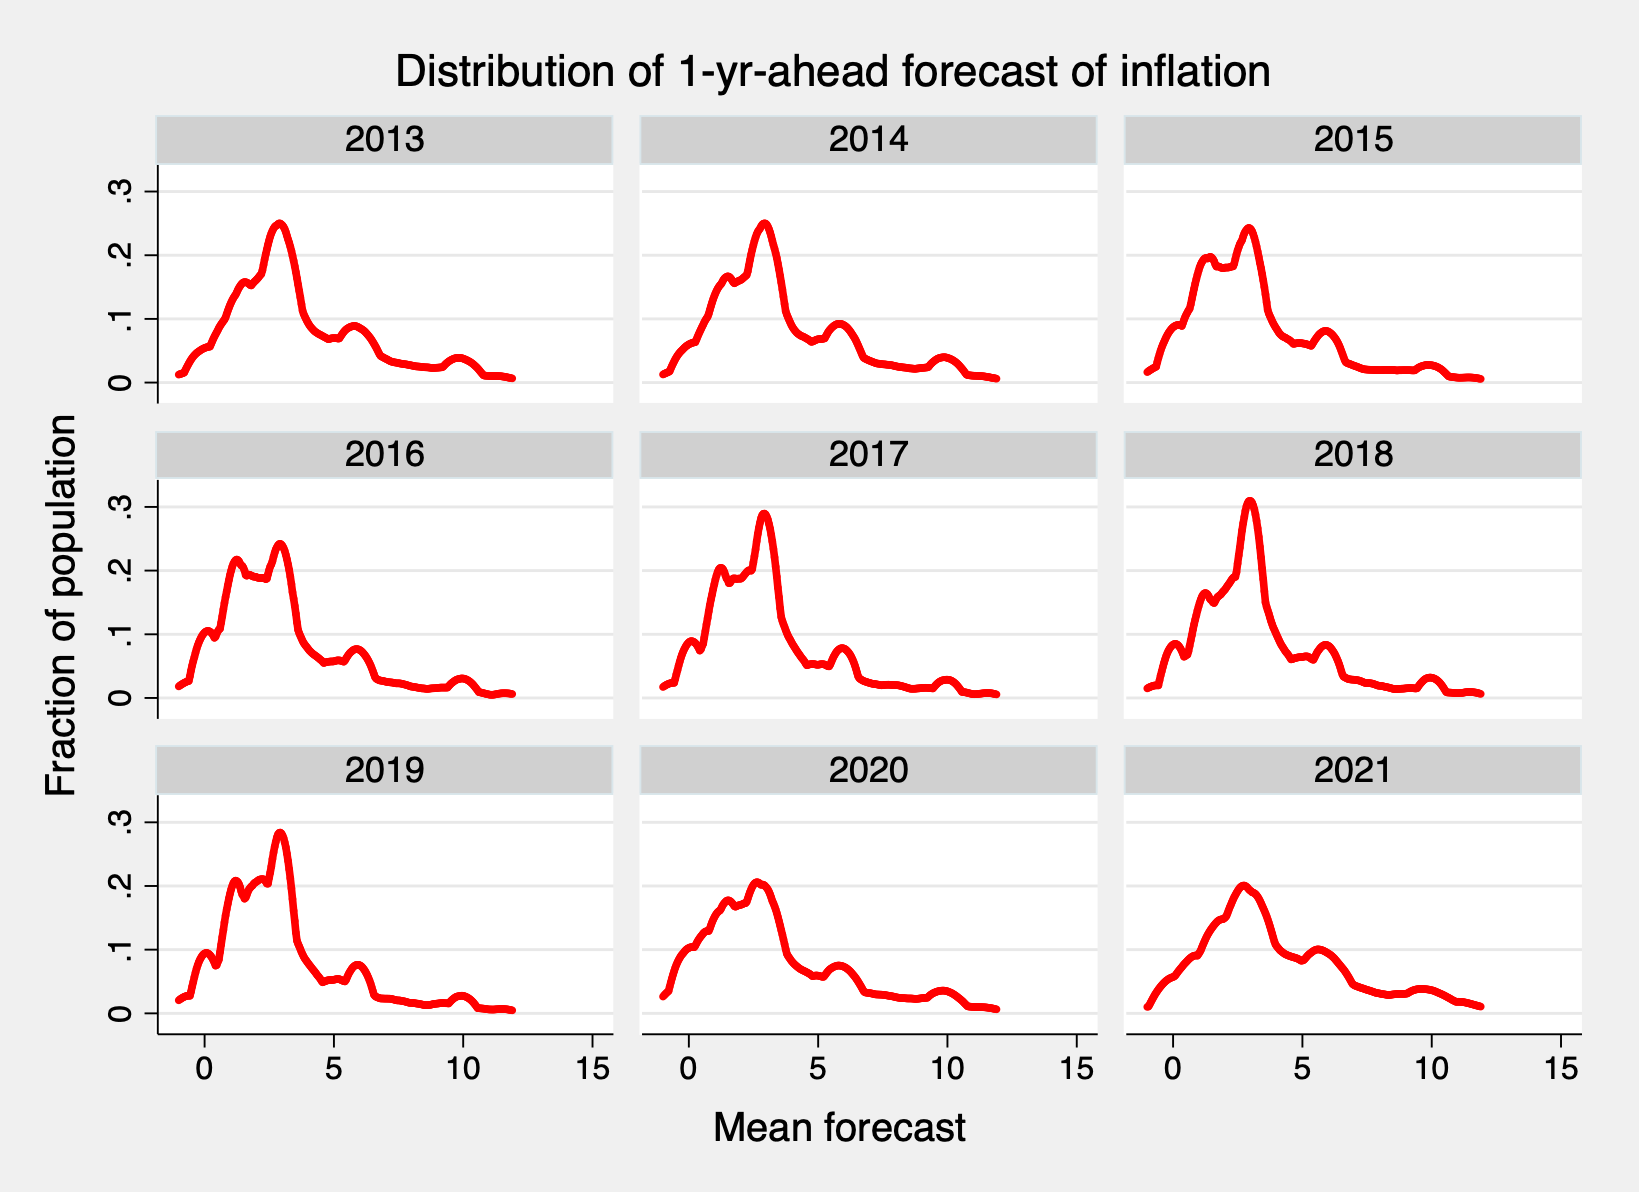 Distribution of 1-yr-ahead forecast of inflation
2013 2014 2015
.3
.2
.1
0
2016 2017 2018
.3
.2
.1
0
Fraction of population
2019 2020 2021
.3
.2
.1
0
0 5 10 15 0 5 10 15 0 5 10 15
Mean forecast